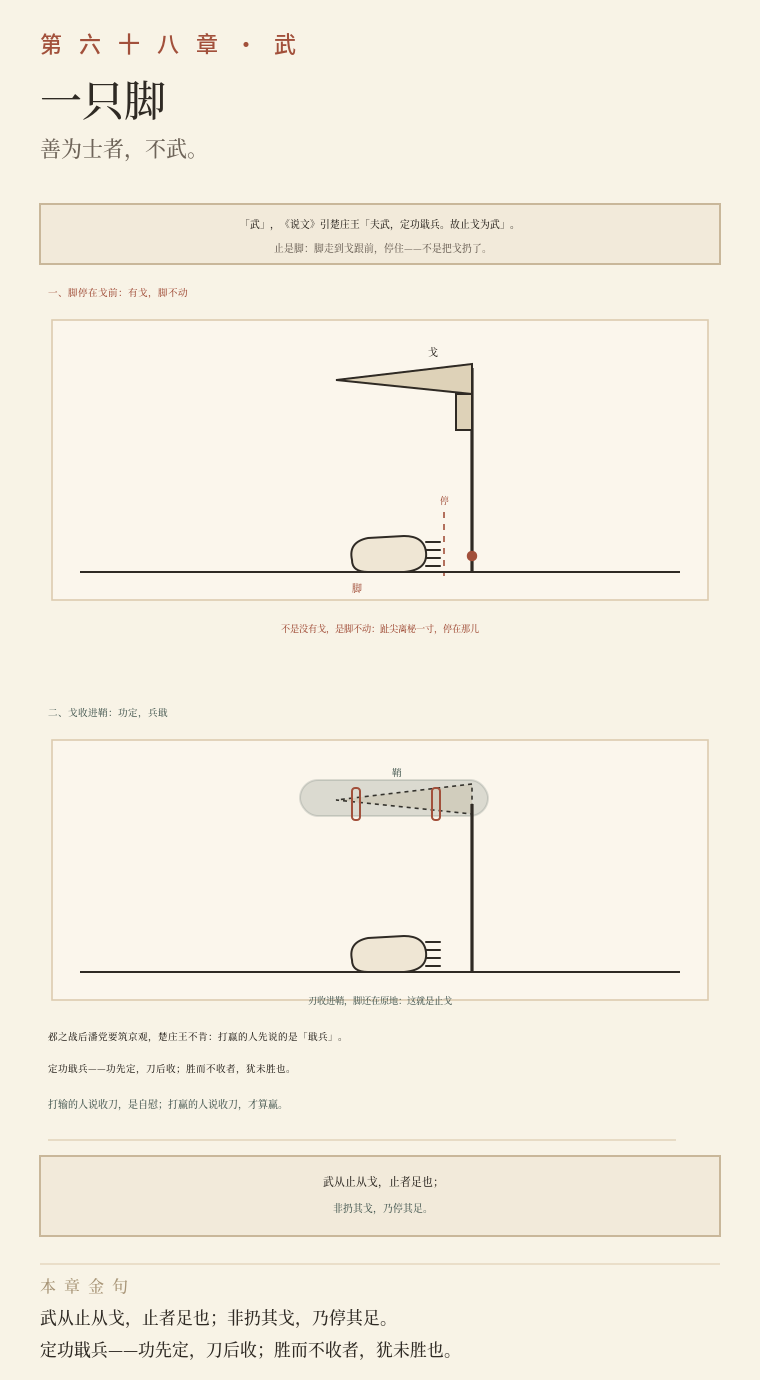 第六十八章·武
一只脚
善为士者，不武。
「武」，《说文》引楚庄王「夫武，定功戢兵。故止戈为武」。
止是脚：脚走到戈跟前，停住——不是把戈扔了。
一、脚停在戈前：有戈，脚不动
戈
停
脚
不是没有戈，是脚不动：趾尖离柲一寸，停在那儿
二、戈收进鞘：功定，兵戢
鞘
刃收进鞘，脚还在原地：这就是止戈
邲之战后潘党要筑京观，楚庄王不肯：打赢的人先说的是「戢兵」。
定功戢兵——功先定，刀后收；胜而不收者，犹未胜也。
打输的人说收刀，是自慰；打赢的人说收刀，才算赢。
武从止从戈，止者足也；
非扔其戈，乃停其足。
本章金句
武从止从戈，止者足也；非扔其戈，乃停其足。
定功戢兵——功先定，刀后收；胜而不收者，犹未胜也。